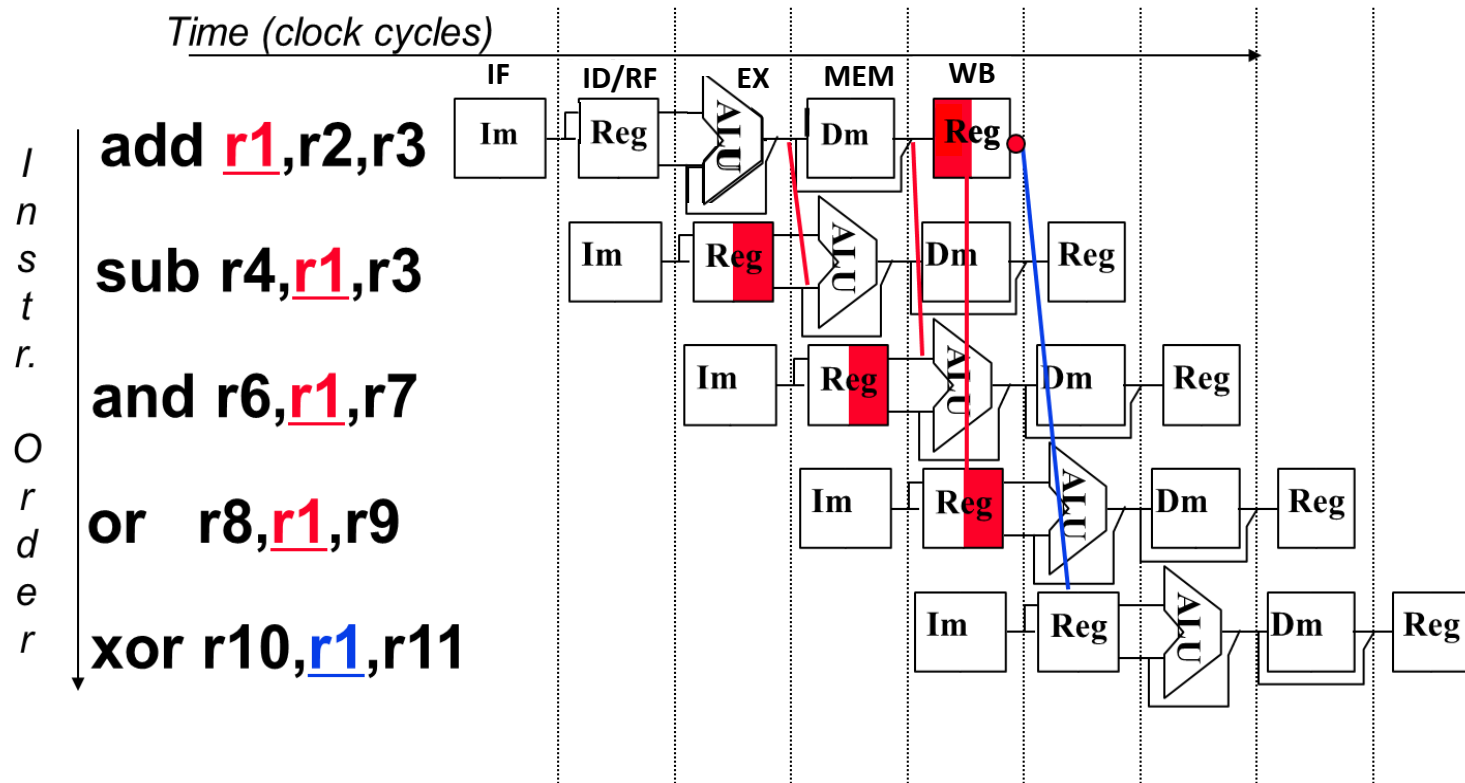 Time (clock cycles)
IF ID/RF EX MEM WB
Instr. Order
add r1,r2,r3 Im Reg ALU Dm Reg
sub r4,r1,r3 Im Reg ALU Dm Reg
and r6,r1,r7 Im Reg ALU Dm Reg
or r8,r1,r9 Im Reg ALU Dm Reg
xor r10,r1,r11 Im Reg ALU Dm Reg